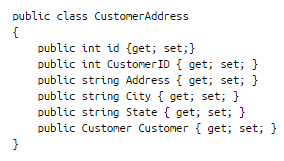 public class CustomerAddress
{
    public int id {get; set;}
    public int CustomerID { get; set; }
    public string Address { get; set; }
    public string City { get; set; }
    public string State { get; set; }
    public Customer Customer { get; set; }
}